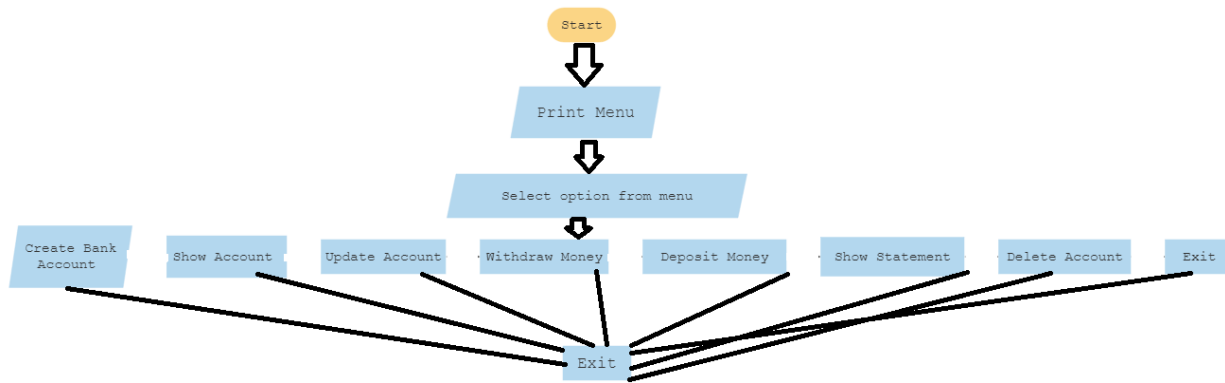 Start
Print Menu
Select option from menu
Create Bank
Account
Show Account
Update Account
Withdraw Money
Deposit Money
Show Statement
Delete Account
Exit
Exit